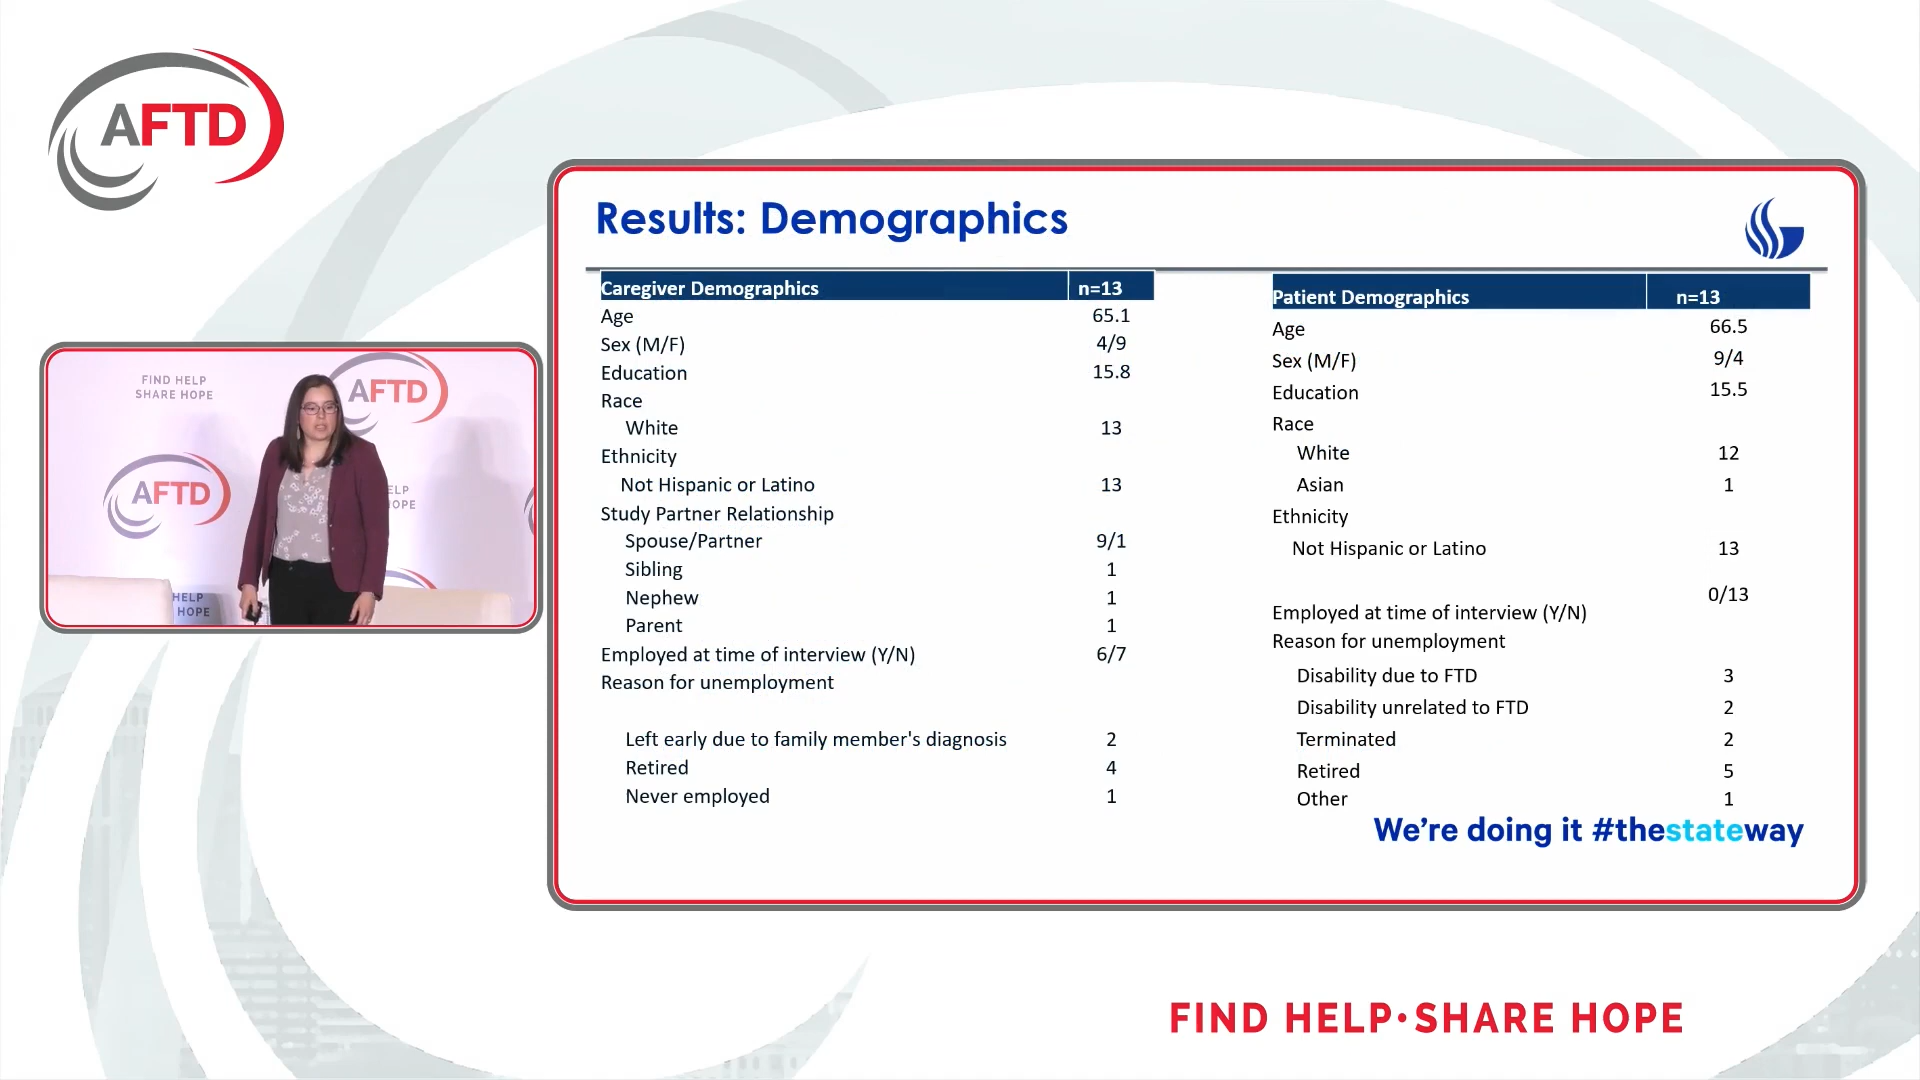 AFTD
FIND HELP
SHARE HOPE
AFTD
AFTD
ELP
HOPE
HELP
HOPE
Results: Demographics
Caregiver Demographics n=13
Age 65.1
Sex (M/F) 4/9
Education 15.8
Race
White 13
Ethnicity
Not Hispanic or Latino 13
Study Partner Relationship
Spouse/Partner 9/1
Sibling 1
Nephew 1
Parent 1
Employed at time of interview (Y/N) 6/7
Reason for unemployment
Left early due to family member's diagnosis 2
Retired 4
Never employed 1
Patient Demographics n=13
Age 66.5
Sex (M/F) 9/4
Education 15.5
Race
White 12
Asian 1
Ethnicity
Not Hispanic or Latino 13
Employed at time of interview (Y/N) 0/13
Reason for unemployment
Disability due to FTD 3
Disability unrelated to FTD 2
Terminated 2
Retired 5
Other 1
We're doing it #thestateway
FIND HELP•SHARE HOPE